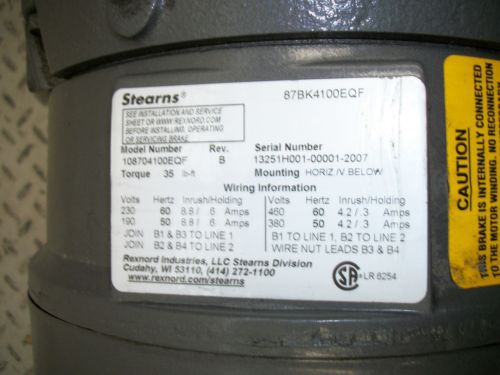 Stearns® 87BK4100EQF
SEE INSTALLATION AND SERVICE
SHEET OR WWW.REXNORD.COM
BEFORE INSTALLING, OPERATING
OR SERVICING BRAKE.
Model Number Rev. Serial Number
108704100EQF B 13251H001-00001-2007
Torque 35 lb-ft Mounting HORIZ /V BELOW
Wiring Information
Volts Hertz Inrush/Holding Volts Hertz Inrush/Holding
230 60 8.8 / .6 Amps 460 60 4.2 / .3 Amps
190 50 8.8 / .6 Amps 380 50 4.2 / .3 Amps
JOIN B1 & B3 TO LINE 1 B1 TO LINE 1, B2 TO LINE 2
JOIN B2 & B4 TO LINE 2 WIRE NUT LEADS B3 & B4
Rexnord Industries, LLC Stearns Division
Cudahy, WI 53110, (414) 272-1100
www.rexnord.com/stearns
SA ® LR 6254
CAUTION
THIS BRAKE IS INTERNALLY CONNECTED
TO THE MOTOR WINDING. NO